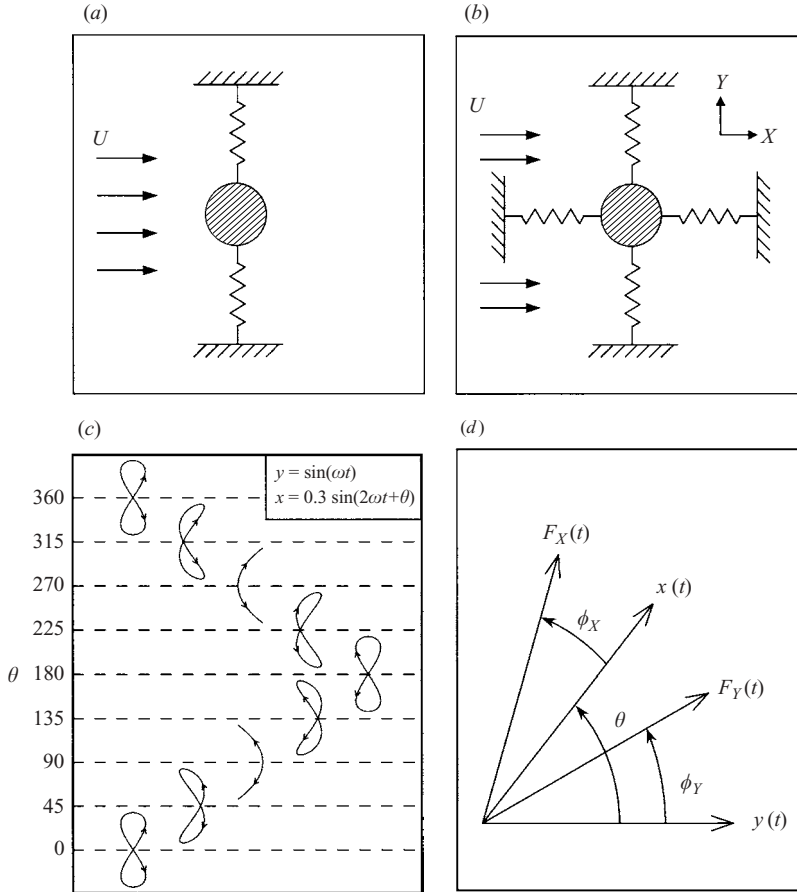 (a)
(b)
U
U
Y
X
(c)
(d)
y = sin(ωt)
x = 0.3 sin(2ωt+θ)
360
315
270
225
θ
180
135
90
45
0
F_X(t)
x(t)
ϕ_X
F_Y(t)
θ
ϕ_Y
y(t)